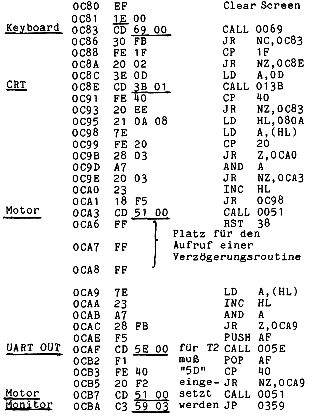 0C80 EF Clear Screen
0C81 1E 00
Keyboard 0C83 CD 69 00 CALL 0069
0C86 30 FB JR NC,0C83
0C88 FE 1F CP 1F
0C8A 20 02 JR NZ,0C8E
0C8C 3E 0D LD A,0D
CRT 0C8E CD 3B 01 CALL 013B
0C91 FE 40 CP 40
0C93 20 EE JR NZ,0C83
0C95 21 0A 08 LD HL,080A
0C98 7E LD A,(HL)
0C99 FE 20 CP 20
0C9B 28 03 JR Z,0CA0
0C9D A7 AND A
0C9E 20 03 JR NZ,0CA3
0CA0 23 INC HL
0CA1 18 F5 JR 0C98
Motor 0CA3 CD 51 00 CALL 0051
0CA6 FF RST 38
Platz für den
0CA7 FF Aufruf einer
Verzögerungsroutine
0CA8 FF
0CA9 7E LD A,(HL)
0CAA 23 INC HL
0CAB A7 AND A
0CAC 28 FB JR Z,0CA9
0CAE F5 PUSH AF
UART OUT 0CAF CD 5E 00 für T2 CALL 005E
0CB2 F1 muß POP AF
0CB3 FE 40 "5D" CP 40
0CB5 20 F2 einge- JR NZ,0CA9
Motor 0CB7 CD 51 00 setzt CALL 0051
Monitor 0CBA C3 59 03 werden JP 0359